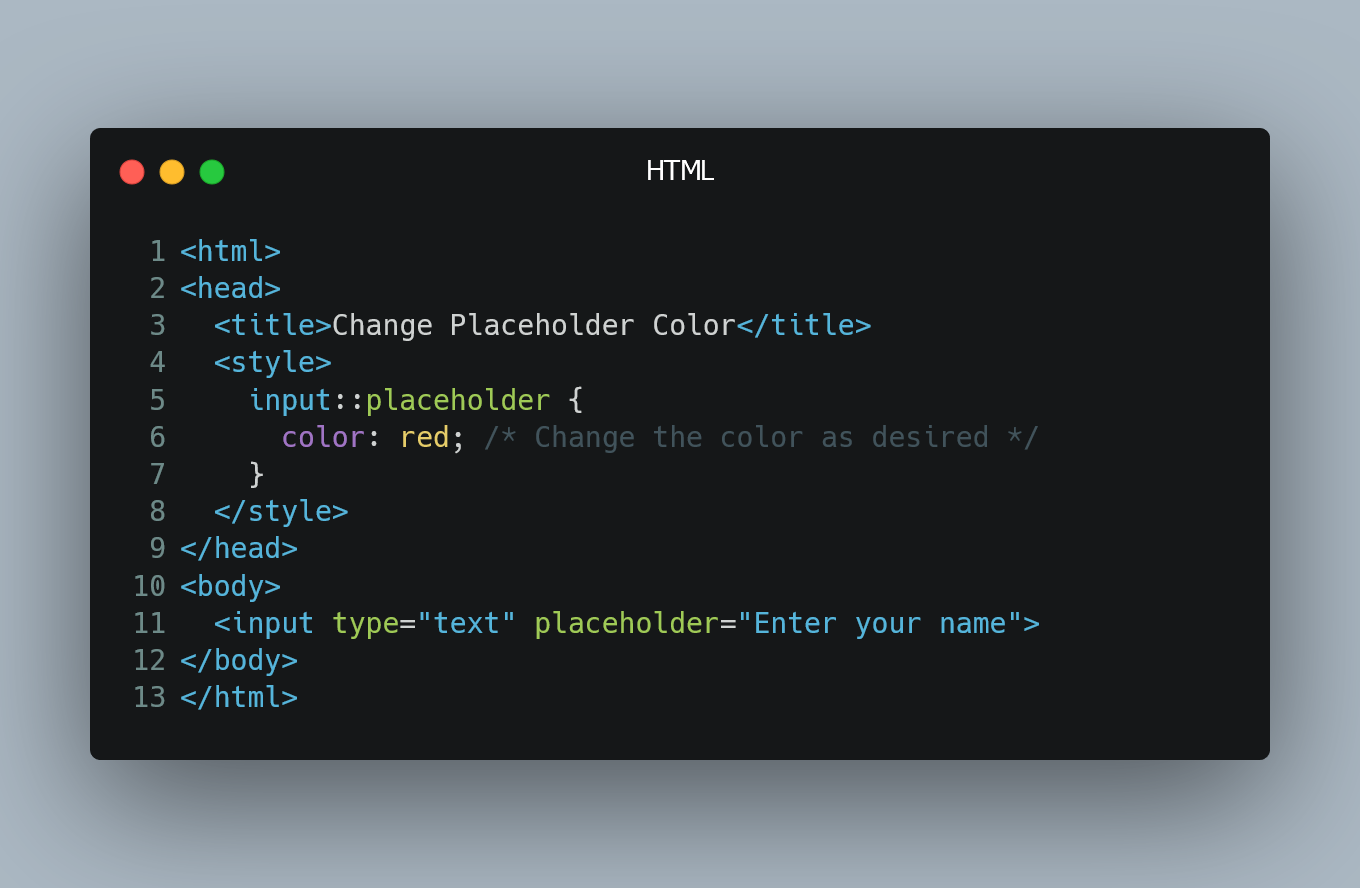 HTML
1 <html>
2 <head>
3   <title>Change Placeholder Color</title>
4   <style>
5     input::placeholder {
6       color: red; /* Change the color as desired */
7     }
8   </style>
9 </head>
10 <body>
11   <input type="text" placeholder="Enter your name">
12 </body>
13 </html>